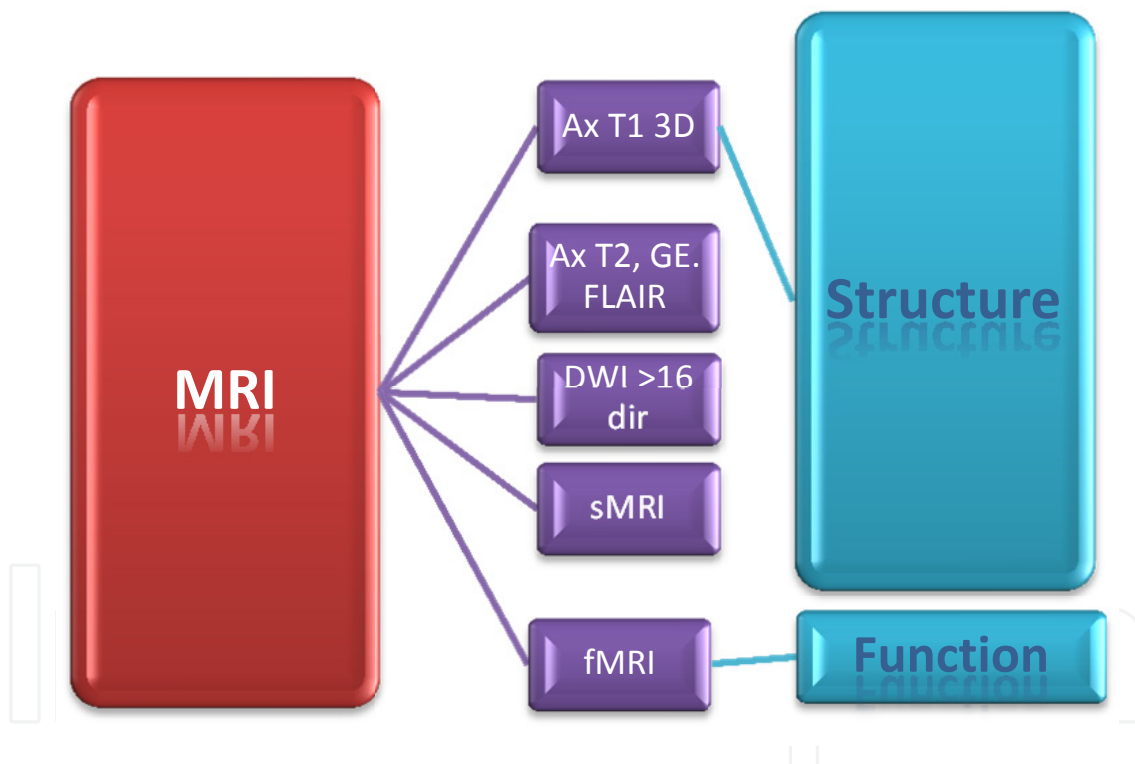 MRI
Ax T1 3D
Ax T2, GE.
FLAIR
DWI >16
dir
sMRI
fMRI
Structure
Function